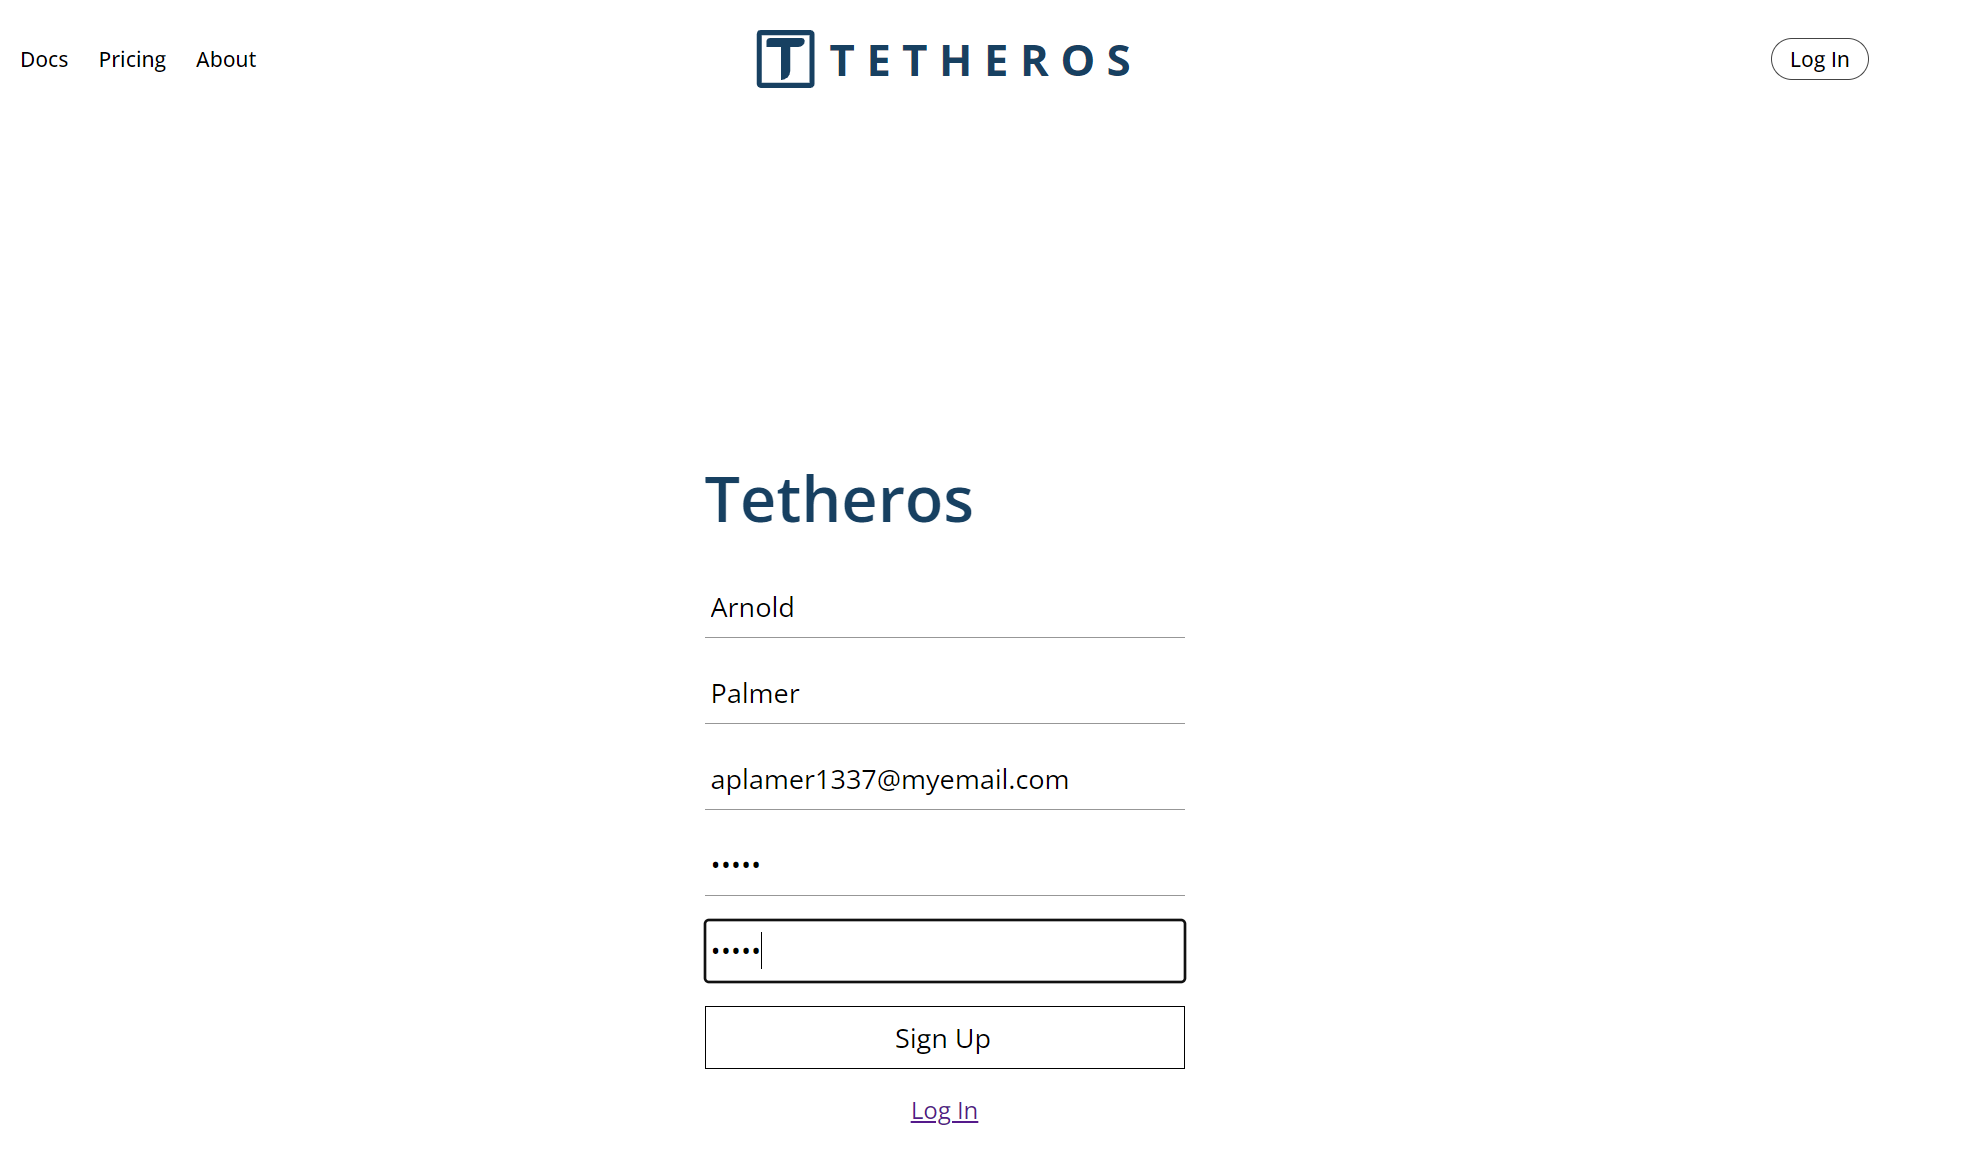 Docs Pricing About
T TETHEROS
Log In
Tetheros
Arnold
Palmer
aplamer1337@myemail.com
•••••
•••••
Sign Up
Log In